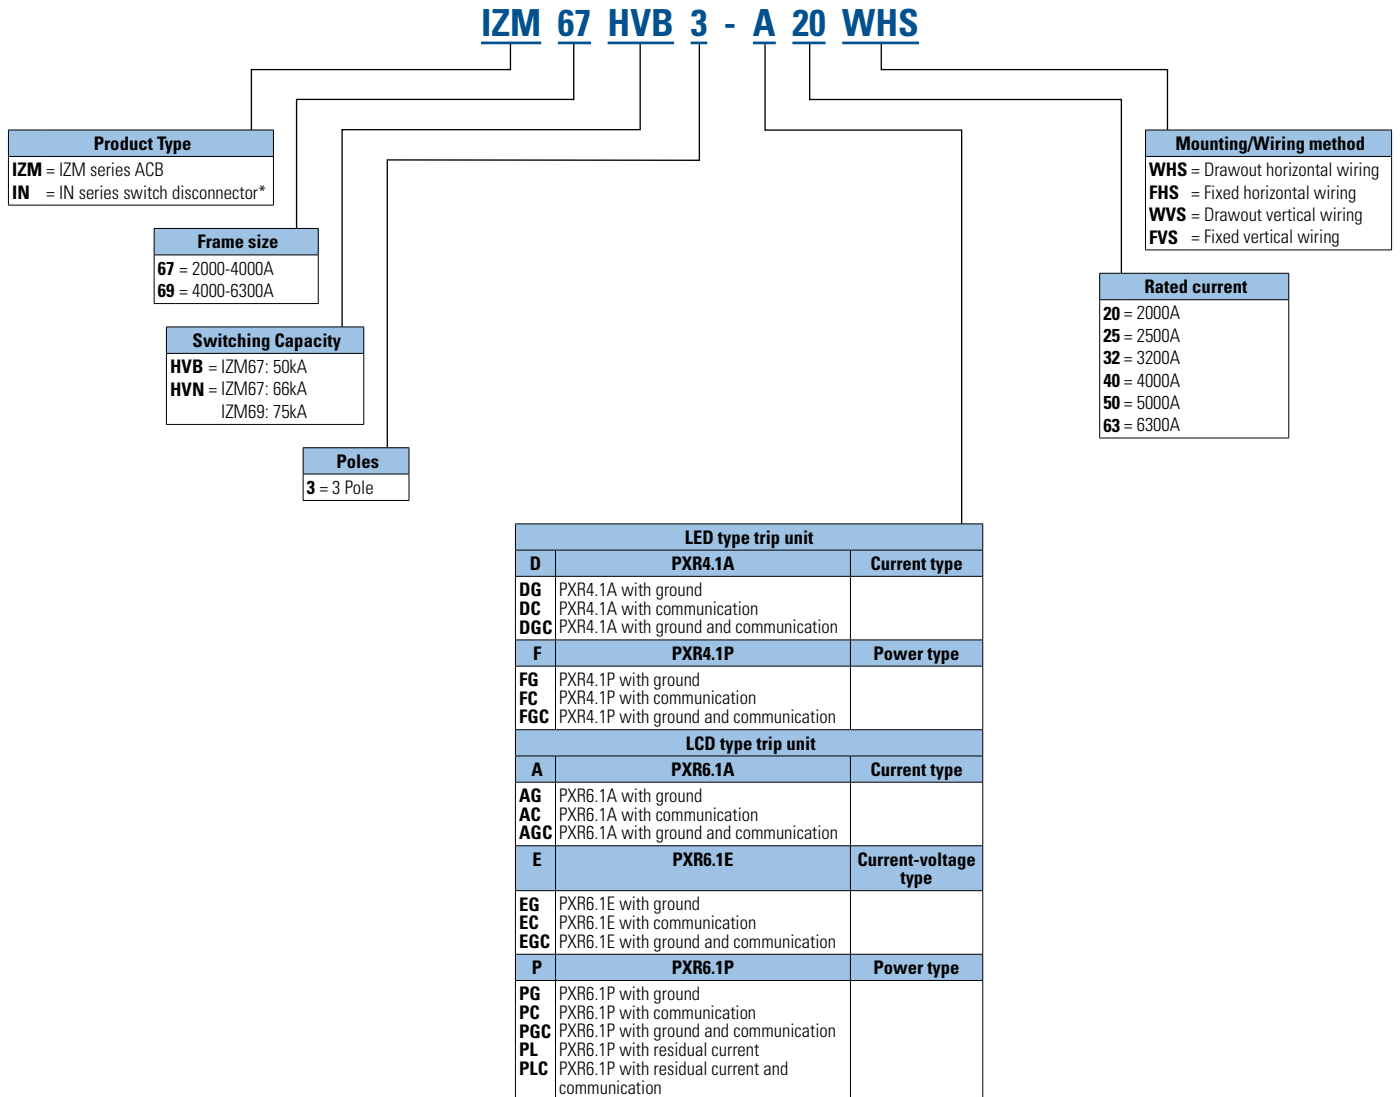 IZM 67 HVB 3 - A 20 WHS
Product Type
IZM = IZM series ACB
IN = IN series switch disconnector*
Frame size
67 = 2000-4000A
69 = 4000-6300A
Switching Capacity
HVB = IZM67: 50kA
HVN = IZM67: 66kA
IZM69: 75kA
Poles
3 = 3 Pole
LED type trip unit
D PXR4.1A Current type
DG PXR4.1A with ground
DC PXR4.1A with communication
DGC PXR4.1A with ground and communication
F PXR4.1P Power type
FG PXR4.1P with ground
FC PXR4.1P with communication
FGC PXR4.1P with ground and communication
LCD type trip unit
A PXR6.1A Current type
AG PXR6.1A with ground
AC PXR6.1A with communication
AGC PXR6.1A with ground and communication
E PXR6.1E Current-voltage
type
EG PXR6.1E with ground
EC PXR6.1E with communication
EGC PXR6.1E with ground and communication
P PXR6.1P Power type
PG PXR6.1P with ground
PC PXR6.1P with communication
PGC PXR6.1P with ground and communication
PL PXR6.1P with residual current
PLC PXR6.1P with residual current and
communication
Rated current
20 = 2000A
25 = 2500A
32 = 3200A
40 = 4000A
50 = 5000A
63 = 6300A
Mounting/Wiring method
WHS = Drawout horizontal wiring
FHS = Fixed horizontal wiring
WVS = Drawout vertical wiring
FVS = Fixed vertical wiring